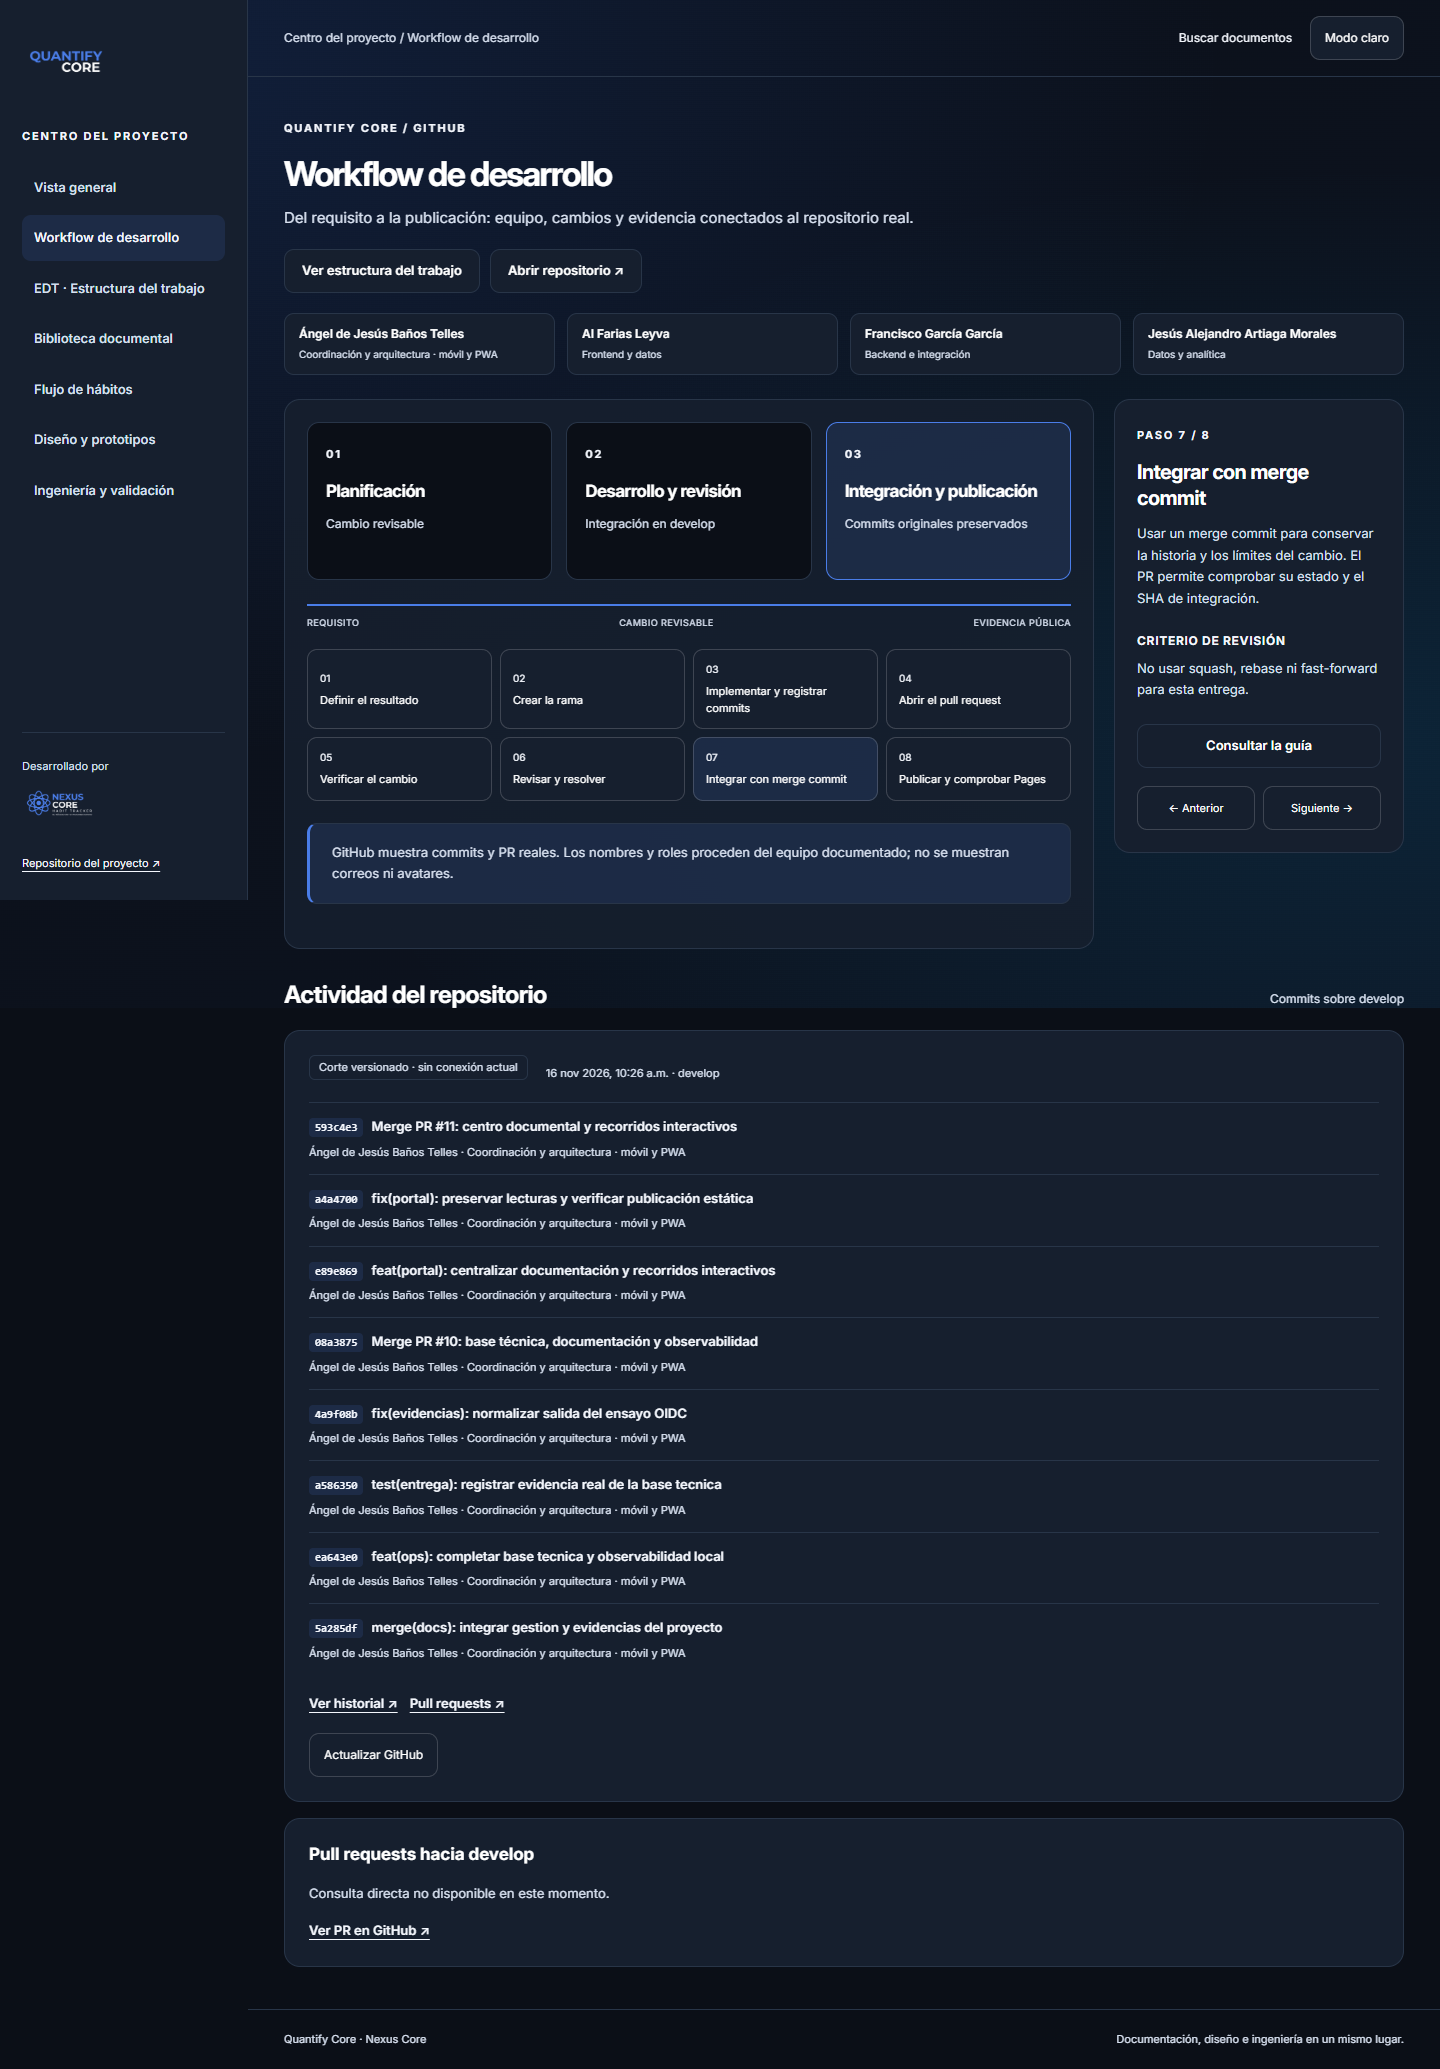 QUANTIFY
CORE
CENTRO DEL PROYECTO
Vista general
Workflow de desarrollo
EDT · Estructura del trabajo
Biblioteca documental
Flujo de hábitos
Diseño y prototipos
Ingeniería y validación
Desarrollado por
NEXUS
CORE
HABIT TRACKER
Repositorio del proyecto ↗
Centro del proyecto / Workflow de desarrollo
Buscar documentos
Modo claro
QUANTIFY CORE / GITHUB
Workflow de desarrollo
Del requisito a la publicación: equipo, cambios y evidencia conectados al repositorio real.
Ver estructura del trabajo
Abrir repositorio ↗
Ángel de Jesús Baños Telles
Coordinación y arquitectura · móvil y PWA
Al Farias Leyva
Frontend y datos
Francisco García García
Backend e integración
Jesús Alejandro Artiaga Morales
Datos y analítica
01
Planificación
Cambio revisable
02
Desarrollo y revisión
Integración en develop
03
Integración y publicación
Commits originales preservados
REQUISITO
CAMBIO REVISABLE
EVIDENCIA PÚBLICA
01
Definir el resultado
02
Crear la rama
03
Implementar y registrar
commits
04
Abrir el pull request
05
Verificar el cambio
06
Revisar y resolver
07
Integrar con merge commit
08
Publicar y comprobar Pages
GitHub muestra commits y PR reales. Los nombres y roles proceden del equipo documentado; no se muestran
correos ni avatares.
PASO 7 / 8
Integrar con merge
commit
Usar un merge commit para conservar
la historia y los límites del cambio. El
PR permite comprobar su estado y el
SHA de integración.
CRITERIO DE REVISIÓN
No usar squash, rebase ni fast-forward
para esta entrega.
Consultar la guía
← Anterior
Siguiente →
Actividad del repositorio
Commits sobre develop
Corte versionado · sin conexión actual
16 nov 2026, 10:26 a.m. · develop
593c4e3 Merge PR #11: centro documental y recorridos interactivos
Ángel de Jesús Baños Telles · Coordinación y arquitectura · móvil y PWA
a4a4700 fix(portal): preservar lecturas y verificar publicación estática
Ángel de Jesús Baños Telles · Coordinación y arquitectura · móvil y PWA
e89e869 feat(portal): centralizar documentación y recorridos interactivos
Ángel de Jesús Baños Telles · Coordinación y arquitectura · móvil y PWA
08a3875 Merge PR #10: base técnica, documentación y observabilidad
Ángel de Jesús Baños Telles · Coordinación y arquitectura · móvil y PWA
4a9f08b fix(evidencias): normalizar salida del ensayo OIDC
Ángel de Jesús Baños Telles · Coordinación y arquitectura · móvil y PWA
a586350 test(entrega): registrar evidencia real de la base tecnica
Ángel de Jesús Baños Telles · Coordinación y arquitectura · móvil y PWA
ea643e0 feat(ops): completar base tecnica y observabilidad local
Ángel de Jesús Baños Telles · Coordinación y arquitectura · móvil y PWA
5a285df merge(docs): integrar gestion y evidencias del proyecto
Ángel de Jesús Baños Telles · Coordinación y arquitectura · móvil y PWA
Ver historial ↗
Pull requests ↗
Actualizar GitHub
Pull requests hacia develop
Consulta directa no disponible en este momento.
Ver PR en GitHub ↗
Quantify Core · Nexus Core
Documentación, diseño e ingeniería en un mismo lugar.